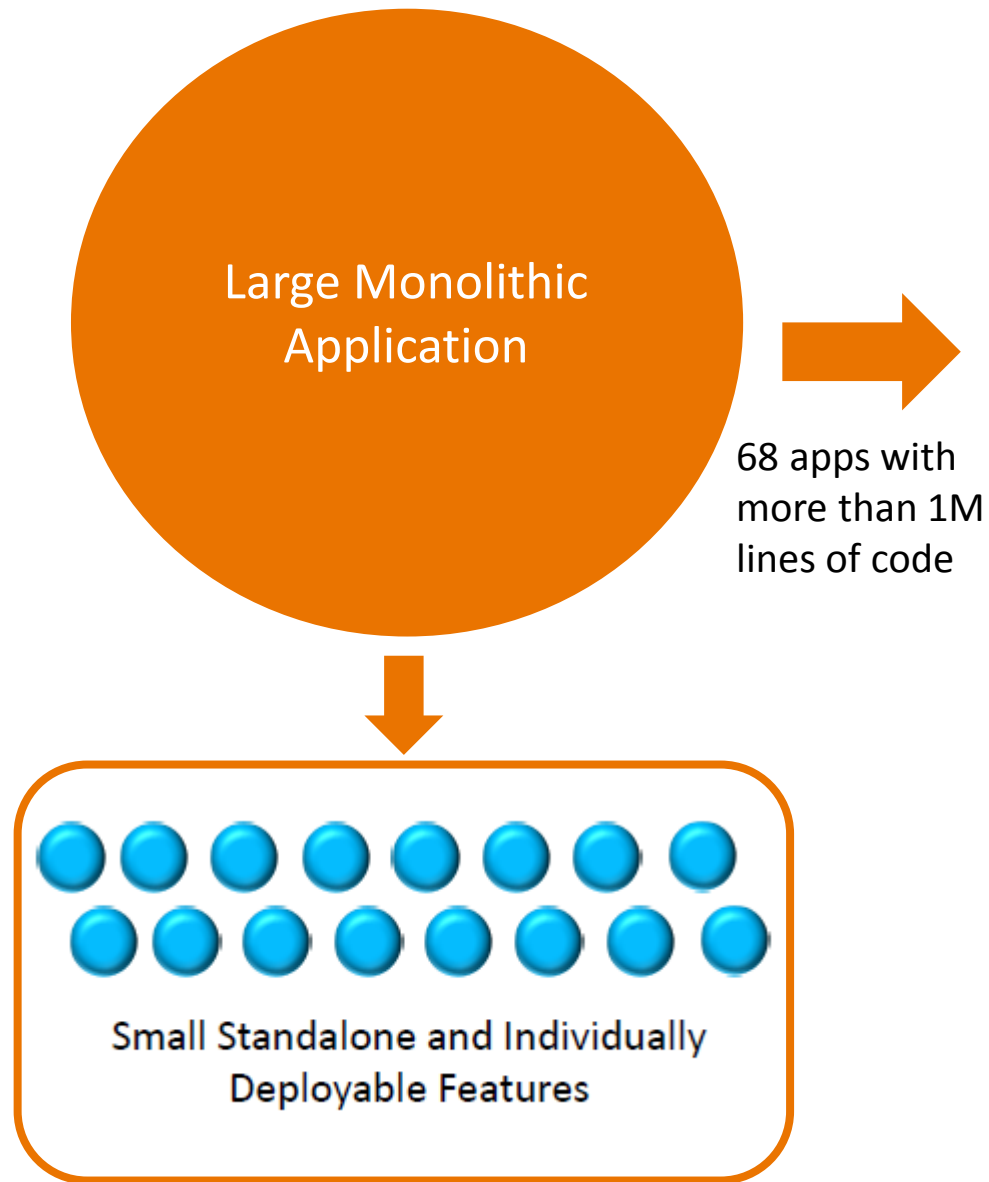 Large Monolithic
Application
68 apps with
more than 1M
lines of code
Small Standalone and Individually
Deployable Features